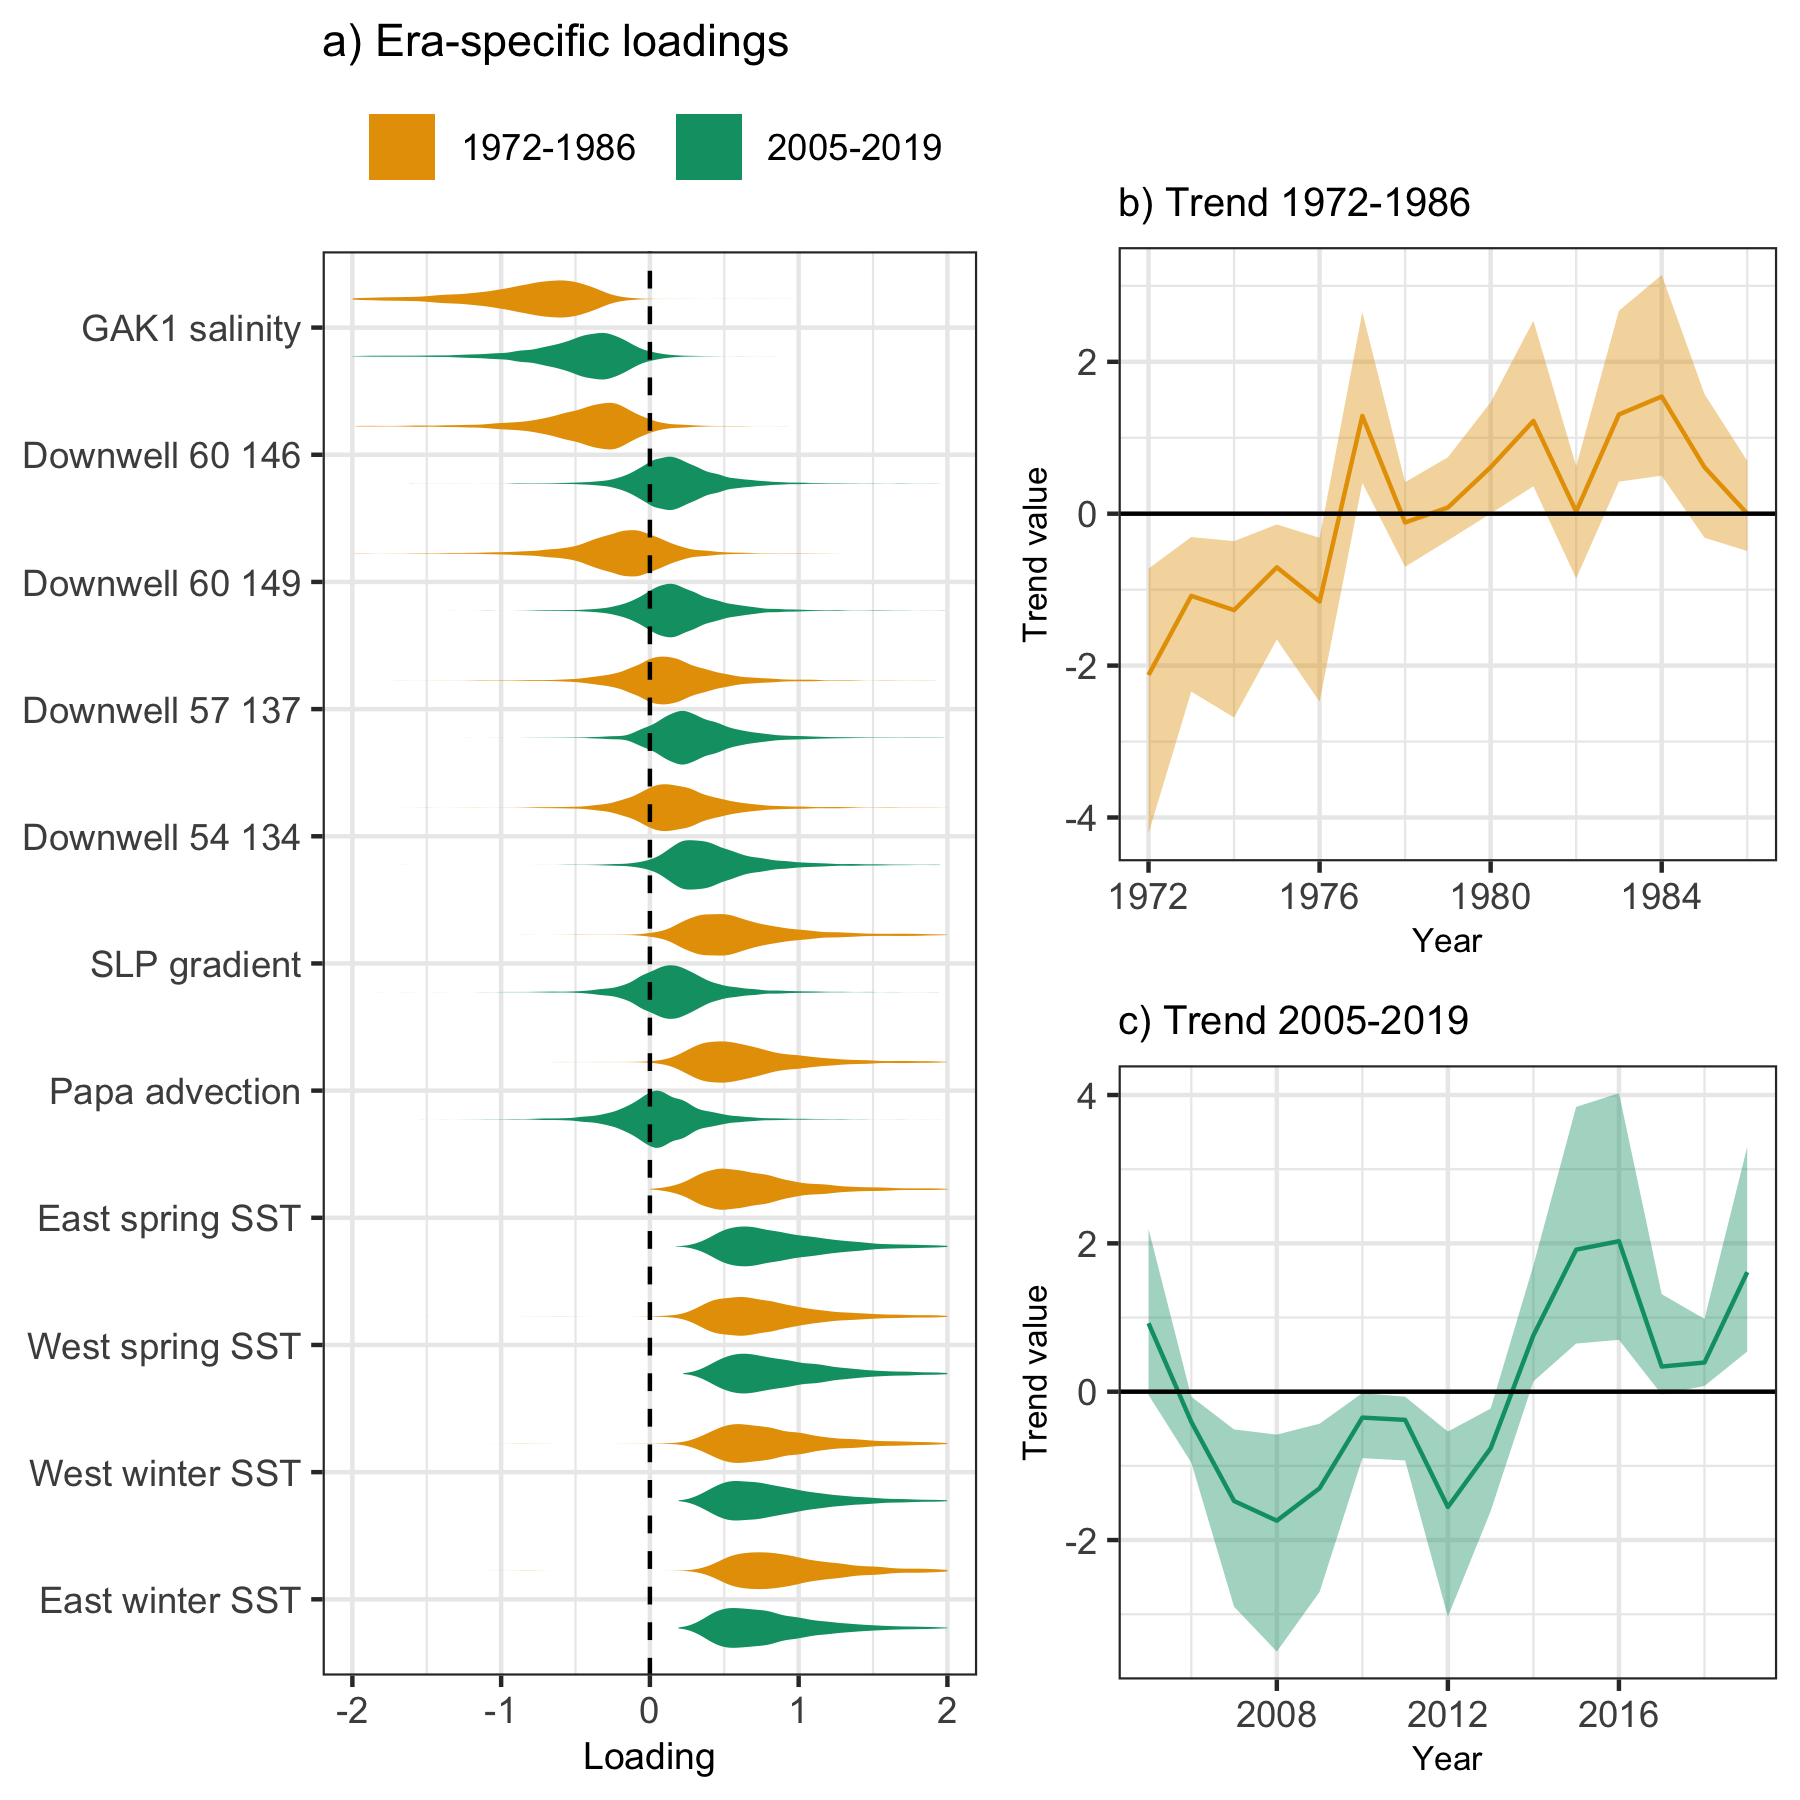 a) Era-specific loadings
1972-1986
2005-2019
GAK1 salinity
Downwell 60 146
Downwell 60 149
Downwell 57 137
Downwell 54 134
SLP gradient
Papa advection
East spring SST
West spring SST
West winter SST
East winter SST
-2 -1 0 1 2
Loading
b) Trend 1972-1986
Trend value
2
0
-2
-4
1972 1976 1980 1984
Year
c) Trend 2005-2019
Trend value
4
2
0
-2
2008 2012 2016
Year